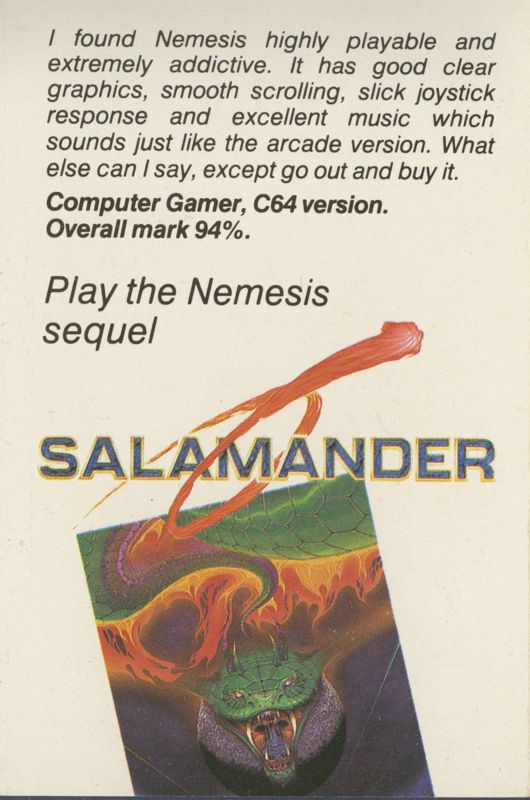 I found Nemesis highly playable and
extremely addictive. It has good clear
graphics, smooth scrolling, slick joystick
response and excellent music which
sounds just like the arcade version. What
else can I say, except go out and buy it.
Computer Gamer, C64 version.
Overall mark 94%.
Play the Nemesis
sequel
SALAMANDER